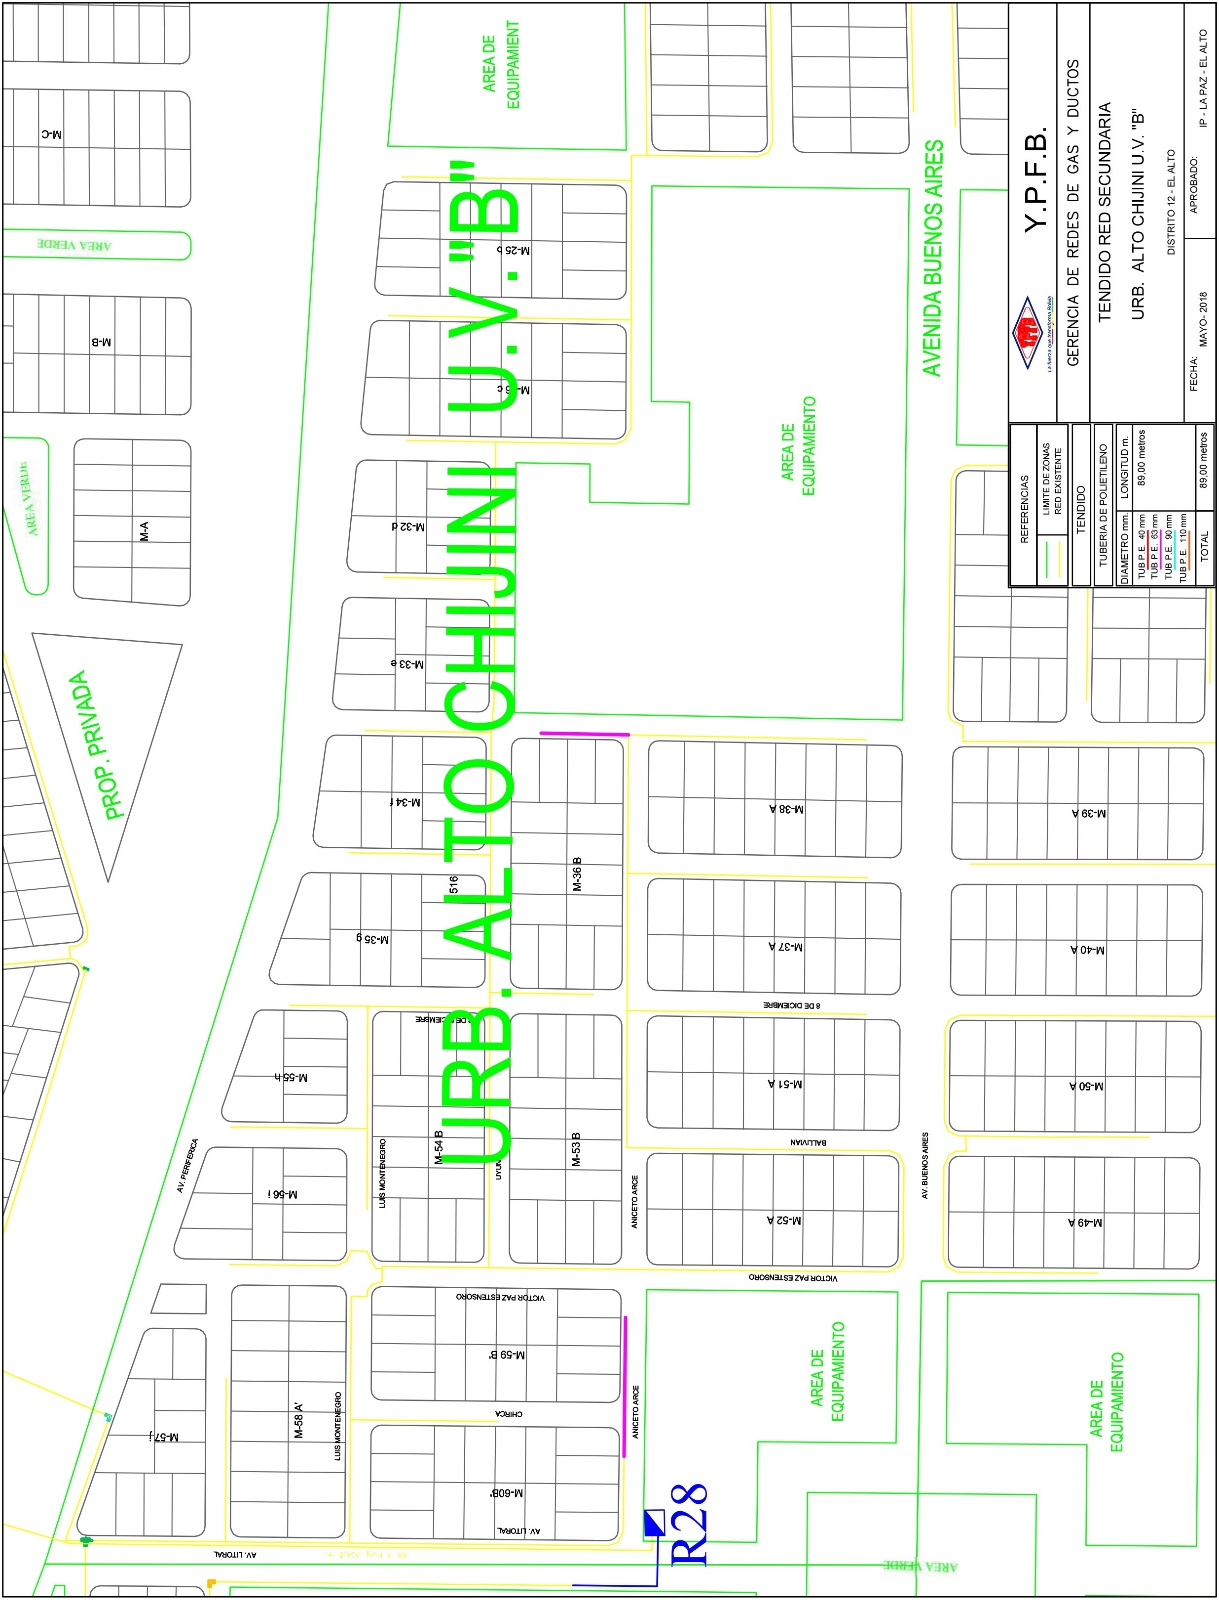 Y.P.F.B.
GERENCIA DE REDES DE GAS Y DUCTOS
TENDIDO RED SECUNDARIA
URB. ALTO CHIJINI U.V. "B"
DISTRITO 12 - EL ALTO
FECHA: MAYO- 2018
APROBADO: IP - LA PAZ - EL ALTO
REFERENCIAS
LIMITE DE ZONAS
RED EXISTENTE
TENDIDO
TUBERIA DE POLIETILENO
DIAMETRO mm. LONGITUD m.
TUB P.E. 40 mm 89,00 metros
TUB P.E. 63 mm
TUB P.E. 90 mm
TUB P.E. 110 mm
TOTAL 89,00 metros
URB. ALTO CHIJINI U.V."B"
AVENIDA BUENOS AIRES
AREA DE
EQUIPAMIENT
AREA DE
EQUIPAMIENTO
AREA DE
EQUIPAMIENTO
AREA DE
EQUIPAMIENTO
PROP. PRIVADA
AREA VERDE
AREA VERDE
AREA VERDE
M-C
M-B
M-A
M-25 b
M-32 d
M-33 e
M-34 f
516
M-35 g
M-36 B
M-38 A
M-39 A
M-37 A
M-40 A
8 DE DICIEMBRE
M-55 h
M-54 B
M-53 B
M-51 A
M-50 A
AV. PERIFERICA
LUIS MONTENEGRO
ANICETO ARCE
BALLIVIAN
AV. BUENOS AIRES
M-56 i
M-52 A
M-49 A
VICTOR PAZ ESTENSORO
VICTOR PAZ ESTENSORO
M-57 j
M-58 A'
LUIS MONTENEGRO
M-59 B'
CHIRCA
ANICETO ARCE
M-60B'
AV. LITORAL
AV. LITORAL
R28